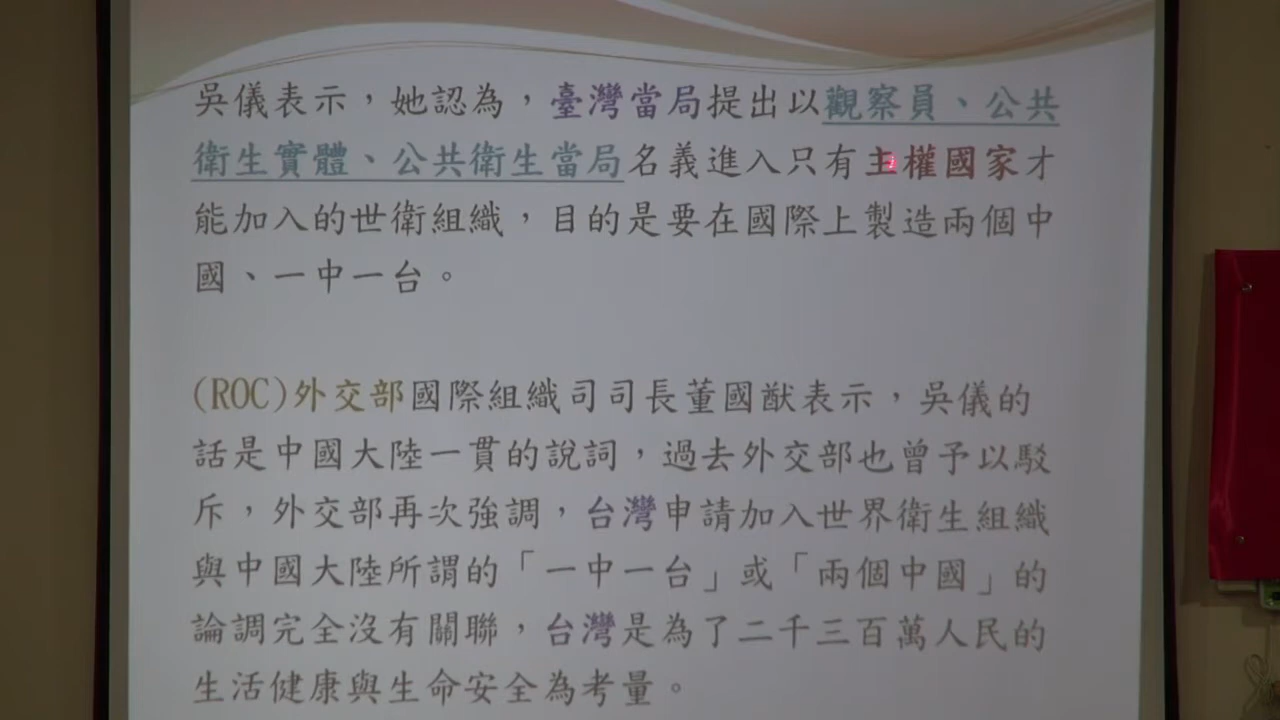 吳儀表示，她認為，臺灣當局提出以觀察員、公共
衛生實體、公共衛生當局名義進入只有主權國家才
能加入的世衛組織，目的是要在國際上製造兩個中
國、一中一台。
(ROC)外交部國際組織司司長董國猷表示，吳儀的
話是中國大陸一貫的說詞，過去外交部也曾予以駁
斥，外交部再次強調，台灣申請加入世界衛生組織
與中國大陸所謂的「一中一台」或「兩個中國」的
論調完全沒有關聯，台灣是為了二千三百萬人民的
生活健康與生命安全為考量。